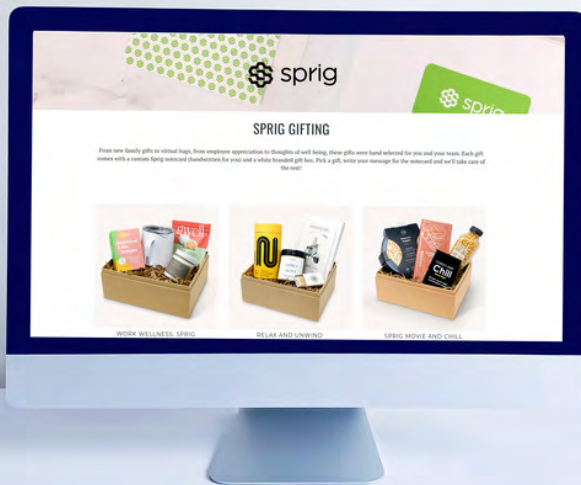 sprig
sprig
SPRIG GIFTING
From new family gifts to virtual hugs, from employee appreciation to thoughts of well being, these gifts were hand selected for you and your team. Each gift
comes with a custom Sprig notecard (handwritten for you) and a white branded gift box. Pick a gift, write your message for the notecard and we'll take care of
the rest!
swell
Chill
WORK WELLNESS: SPRIG
RELAX AND UNWIND
SPRIG MOVIE AND CHILL